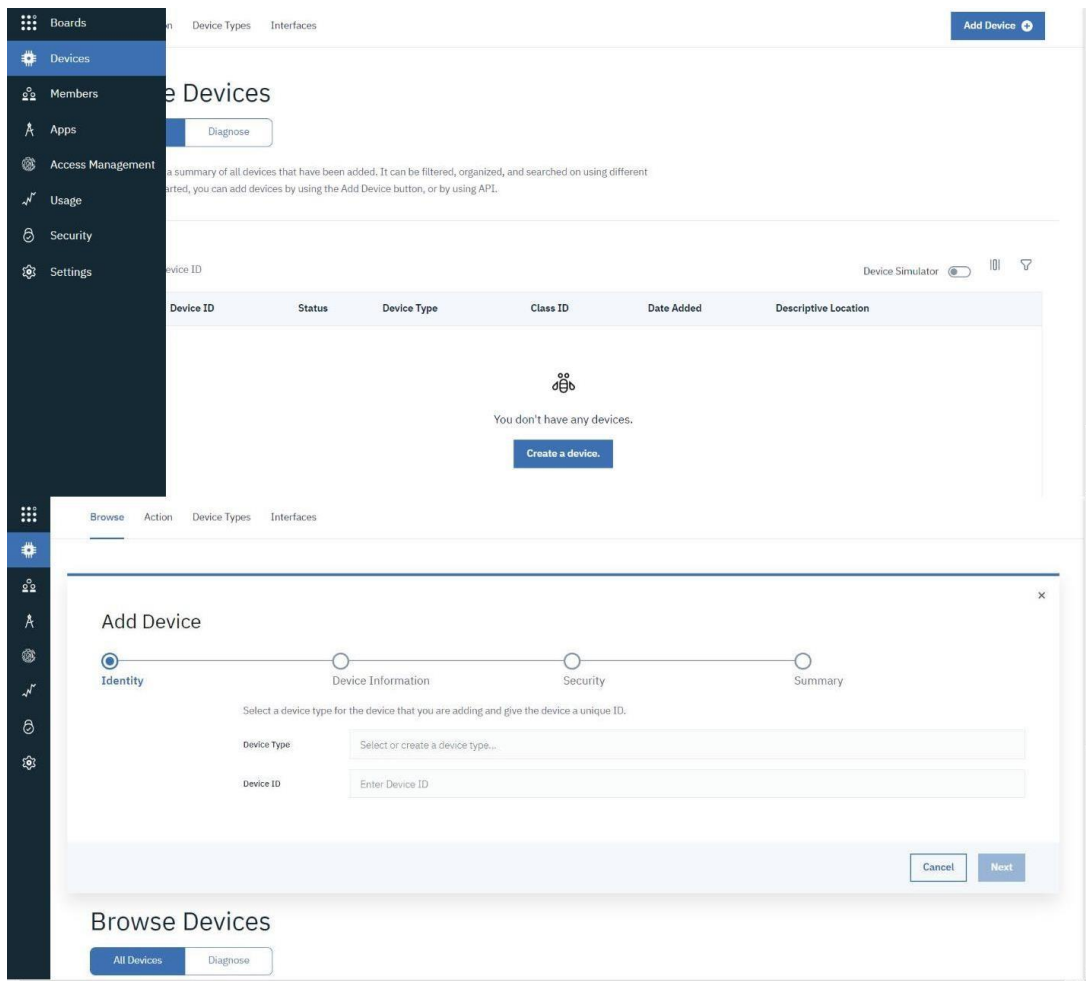 Boards
n Device Types Interfaces
Add Device
Devices
Members
e Devices
Apps
Diagnose
Access Management
a summary of all devices that have been added. It can be filtered, organized, and searched on using different
arted, you can add devices by using the Add Device button, or by using API.
Usage
Security
Settings
evice ID
Device Simulator
Device ID Status Device Type Class ID Date Added Descriptive Location
You don't have any devices.
Create a device.
Browse Action Device Types Interfaces
Add Device
Identity Device Information Security Summary
Select a device type for the device that you are adding and give the device a unique ID.
Device Type Select or create a device type...
Device ID Enter Device ID
Cancel Next
Browse Devices
All Devices Diagnose